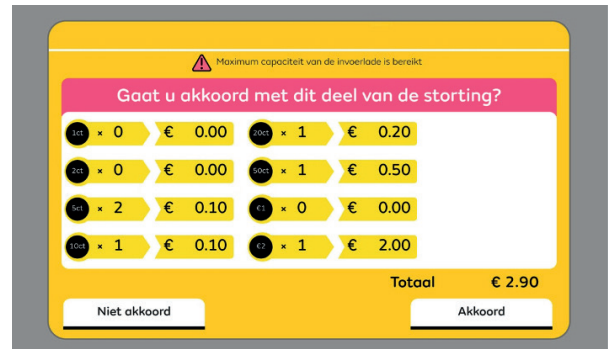 Maximum capaciteit van de invoerlade is bereikt
Gaat u akkoord met dit deel van de storting?
1ct × 0 € 0.00 20ct × 1 € 0.20
2ct × 0 € 0.00 50ct × 1 € 0.50
5ct × 2 € 0.10 €1 × 0 € 0.00
10ct × 1 € 0.10 €2 × 1 € 2.00
Totaal € 2.90
Niet akkoord Akkoord